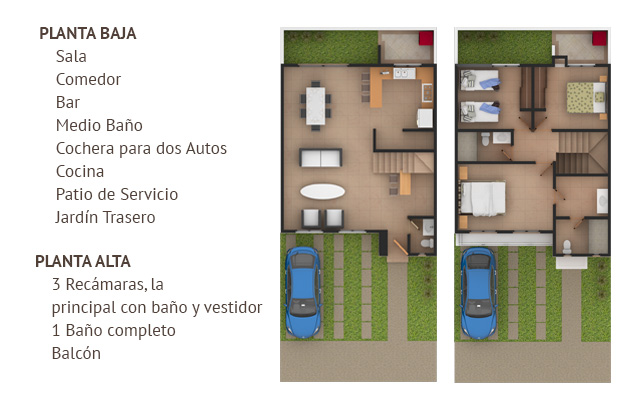 PLANTA BAJA
Sala
Comedor
Bar
Medio Baño
Cochera para dos Autos
Cocina
Patio de Servicio
Jardín Trasero
PLANTA ALTA
3 Recámaras, la
principal con baño y vestidor
1 Baño completo
Balcón